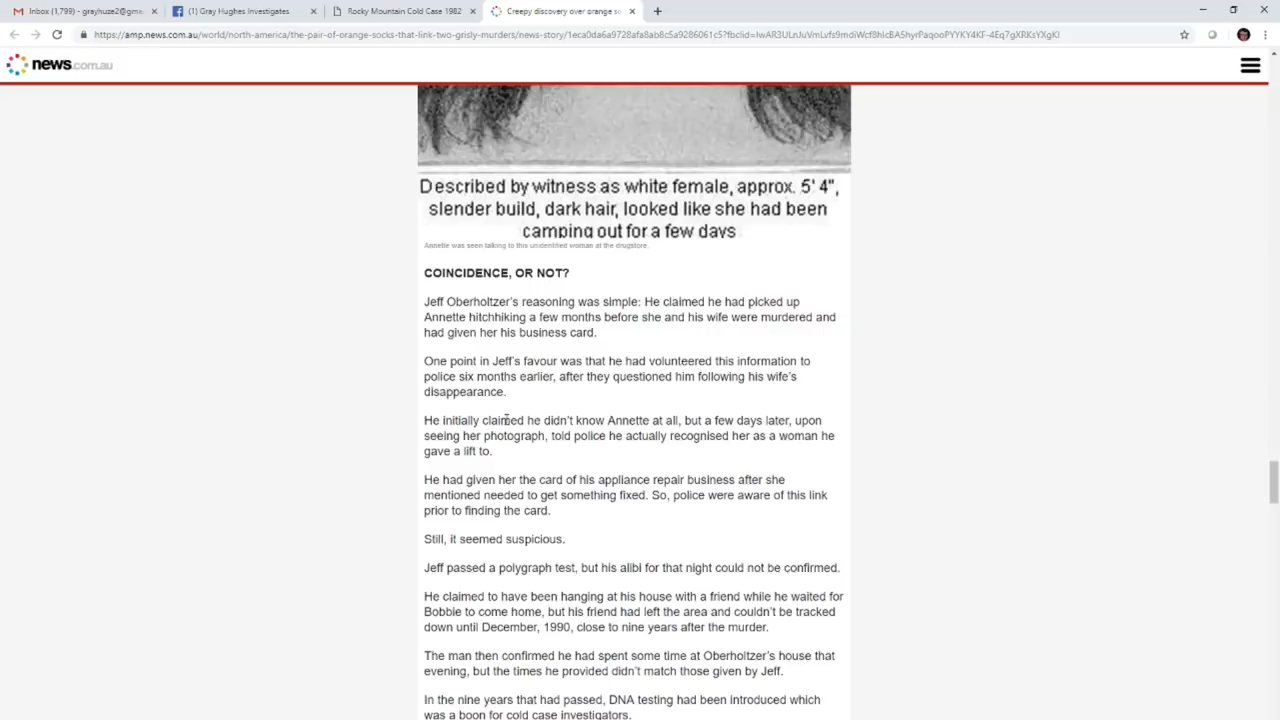 Inbox (1,799) - grayhuze2@gma
(1) Gray Hughes Investigates
Rocky Mountain Cold Case 1982
Creepy discovery over orange so
news.com.au
Described by witness as white female, approx. 5' 4",
slender build, dark hair, looked like she had been
camping out for a few days
Annette was seen talking to this unidentified woman at the drugstore.
COINCIDENCE, OR NOT?
Jeff Oberholtzer's reasoning was simple: He claimed he had picked up
Annette hitchhiking a few months before she and his wife were murdered and
had given her his business card.
One point in Jeff's favour was that he had volunteered this information to
police six months earlier, after they questioned him following his wife's
disappearance.
He initially claimed he didn't know Annette at all, but a few days later, upon
seeing her photograph, told police he actually recognised her as a woman he
gave a lift to.
He had given her the card of his appliance repair business after she
mentioned needed to get something fixed. So, police were aware of this link
prior to finding the card.
Still, it seemed suspicious.
Jeff passed a polygraph test, but his alibi for that night could not be confirmed.
He claimed to have been hanging at his house with a friend while he waited for
Bobbie to come home, but his friend had left the area and couldn't be tracked
down until December, 1990, close to nine years after the murder.
The man then confirmed he had spent some time at Oberholtzer's house that
evening, but the times he provided didn't match those given by Jeff.
In the nine years that had passed, DNA testing had been introduced which
was a boon for cold case investigators.